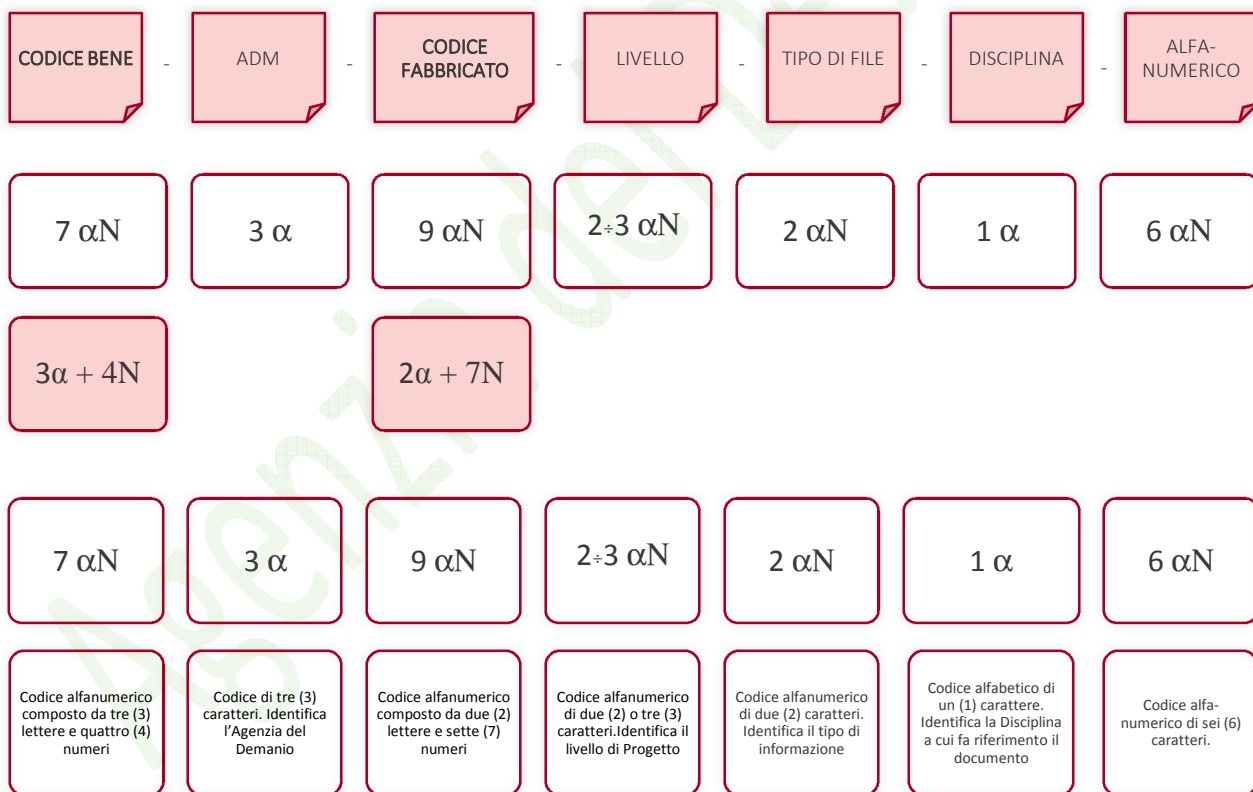 CODICE BENE - ADM - CODICE FABBRICATO - LIVELLO - TIPO DI FILE - DISCIPLINA - ALFA-NUMERICO
7 αN
3 α
9 αN
2÷3 αN
2 αN
1 α
6 αN
3α + 4N
2α + 7N
7 αN
3 α
9 αN
2÷3 αN
2 αN
1 α
6 αN
Codice alfanumerico
composto da tre (3)
lettere e quattro (4)
numeri
Codice di tre (3)
caratteri. Identifica
l'Agenzia del
Demanio
Codice alfanumerico
composto da due (2)
lettere e sette (7)
numeri
Codice alfanumerico
di due (2) o tre (3)
caratteri.Identifica il
livello di Progetto
Codice alfanumerico
di due (2) caratteri.
Identifica il tipo di
informazione
Codice alfabetico di
un (1) carattere.
Identifica la Disciplina
a cui fa riferimento il
documento
Codice alfa-
numerico di sei (6)
caratteri.